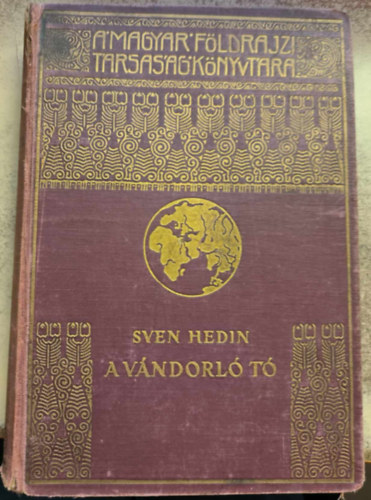 A MAGYAR FÖLDRAJZI
TÁRSASÁG KÖNYVTÁRA
SVEN HEDIN
A VÁNDORLÓ TÓ